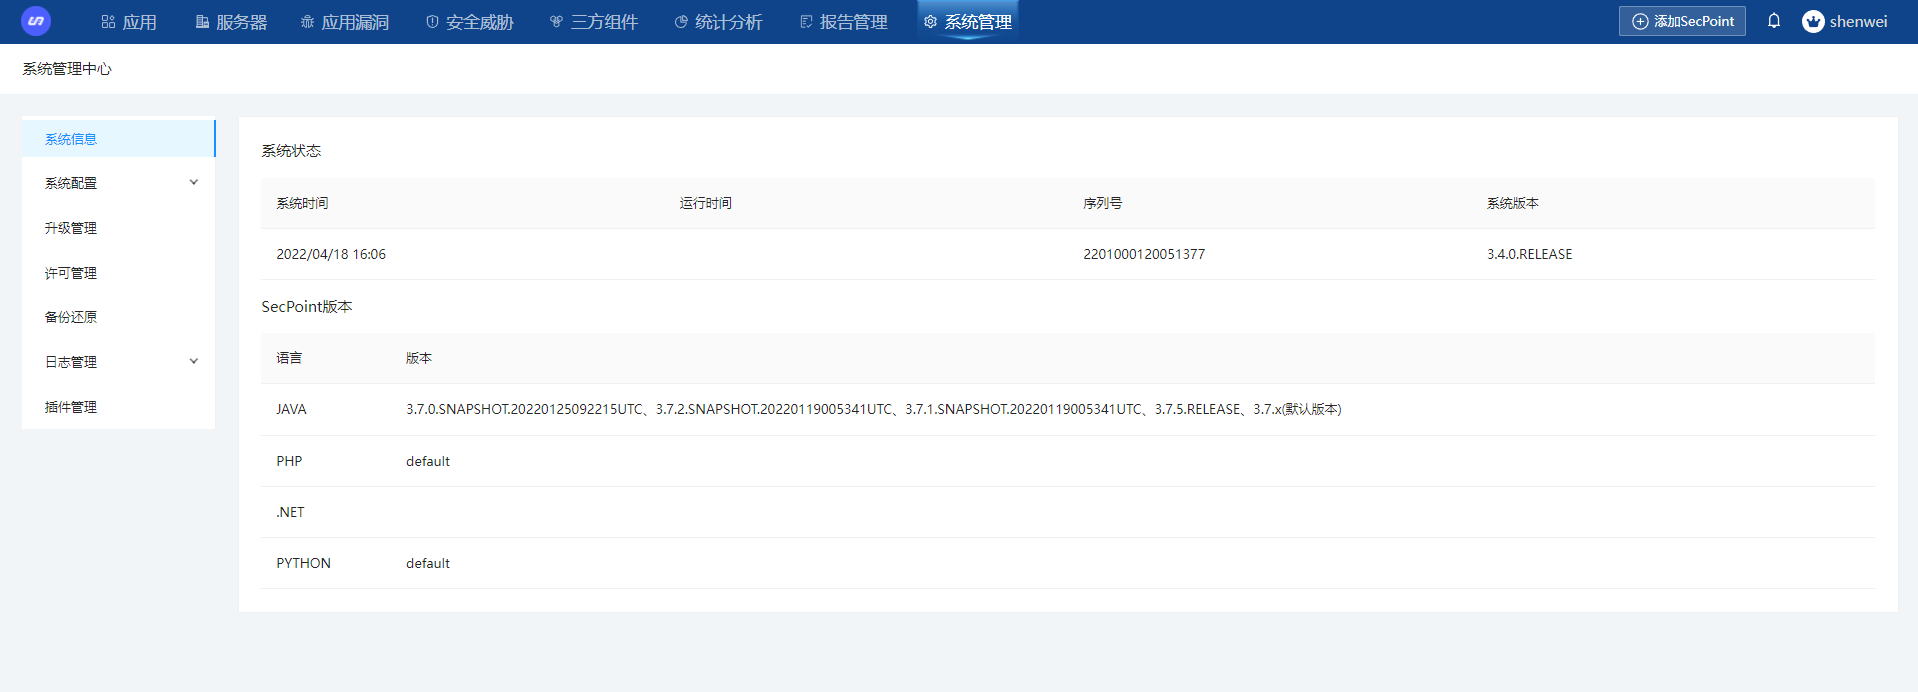 应用 服务器 应用漏洞 安全威胁 三方组件 统计分析 报告管理 系统管理 添加SecPoint shenwei
系统管理中心
系统信息
系统配置
升级管理
许可管理
备份还原
日志管理
插件管理
系统状态
系统时间 运行时间 序列号 系统版本
2022/04/18 16:06 2201000120051377 3.4.0.RELEASE
SecPoint版本
语言 版本
JAVA 3.7.0.SNAPSHOT.20220125092215UTC、3.7.2.SNAPSHOT.20220119005341UTC、3.7.1.SNAPSHOT.20220119005341UTC、3.7.5.RELEASE、3.7.x(默认版本)
PHP default
.NET
PYTHON default